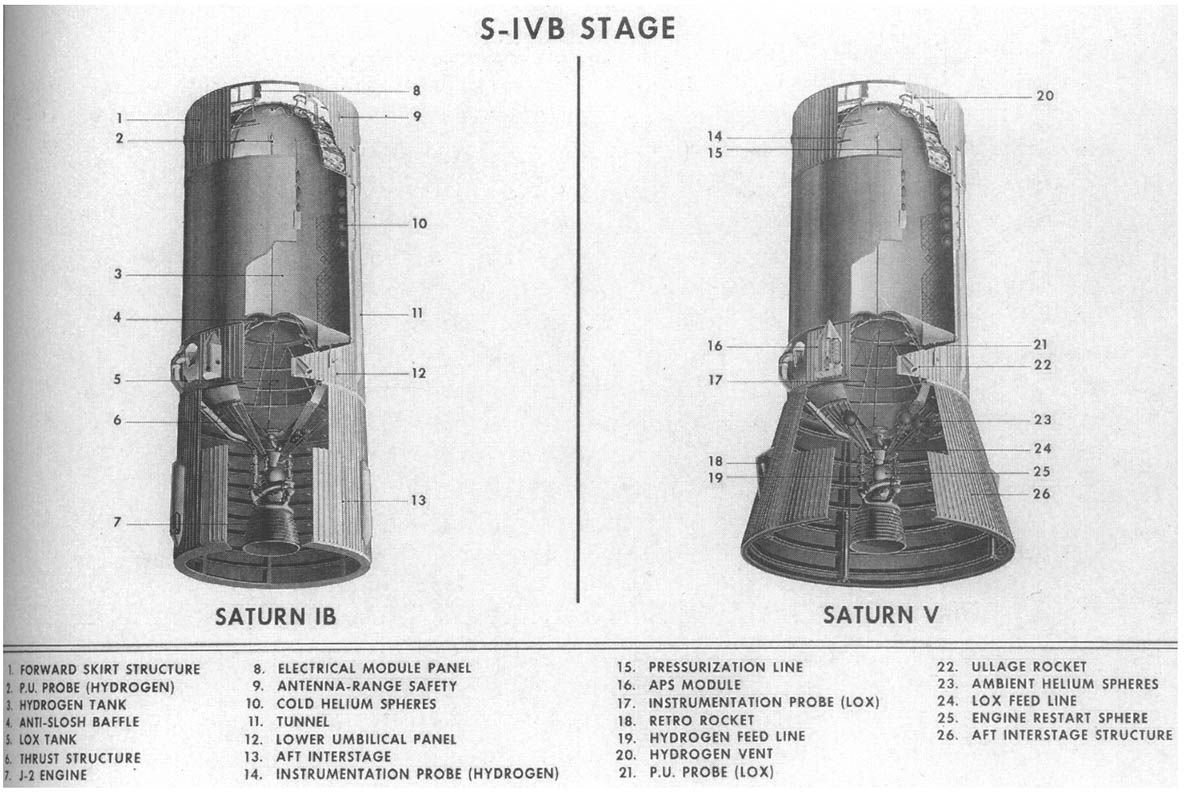 S-IVB STAGE
1
2
3
4
5
6
7
8
9
10
11
12
13
14
15
16
17
18
19
20
21
22
23
24
25
26
SATURN IB
SATURN V
1. FORWARD SKIRT STRUCTURE
2. P.U. PROBE (HYDROGEN)
3. HYDROGEN TANK
4. ANTI-SLOSH BAFFLE
5. LOX TANK
6. THRUST STRUCTURE
7. J-2 ENGINE
8. ELECTRICAL MODULE PANEL
9. ANTENNA-RANGE SAFETY
10. COLD HELIUM SPHERES
11. TUNNEL
12. LOWER UMBILICAL PANEL
13. AFT INTERSTAGE
14. INSTRUMENTATION PROBE (HYDROGEN)
15. PRESSURIZATION LINE
16. APS MODULE
17. INSTRUMENTATION PROBE (LOX)
18. RETRO ROCKET
19. HYDROGEN FEED LINE
20. HYDROGEN VENT
21. P.U. PROBE (LOX)
22. ULLAGE ROCKET
23. AMBIENT HELIUM SPHERES
24. LOX FEED LINE
25. ENGINE RESTART SPHERE
26. AFT INTERSTAGE STRUCTURE